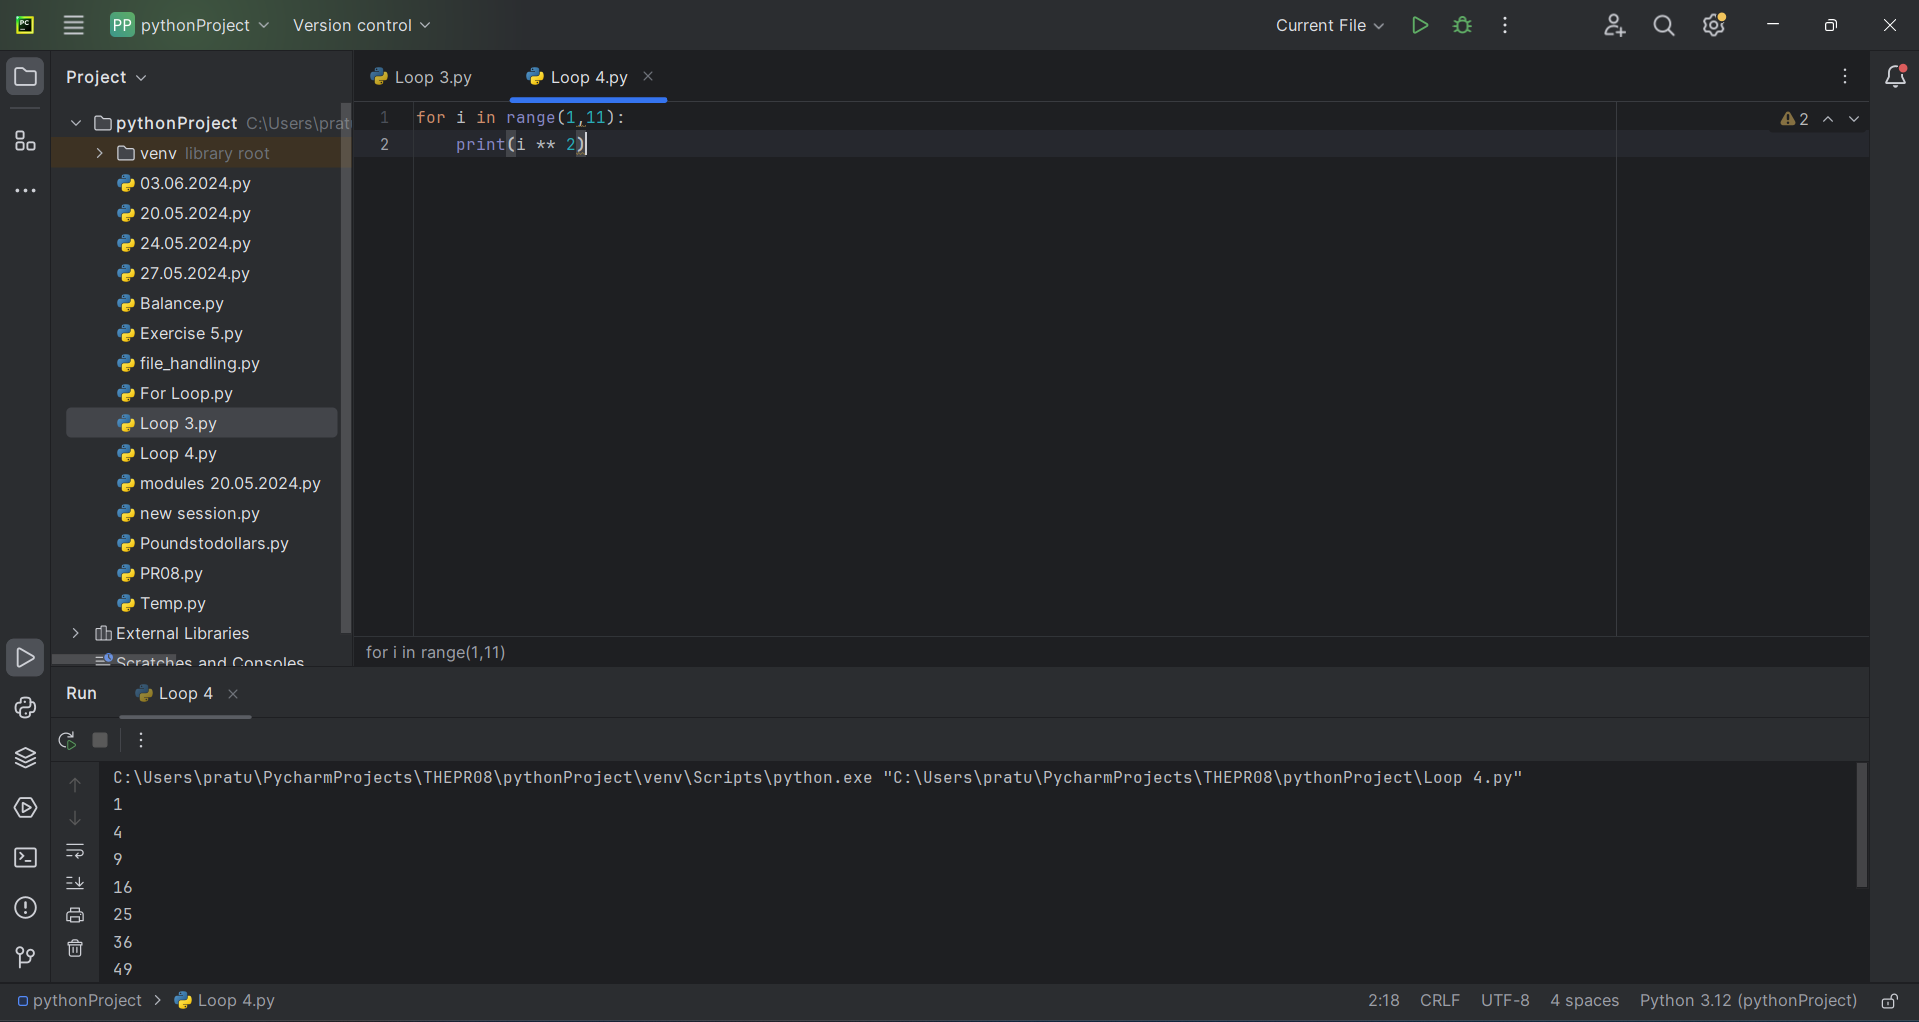 PC
PP pythonProject Version control Current File
Project
Loop 3.py Loop 4.py
pythonProject C:\Users\prat
venv library root
03.06.2024.py
20.05.2024.py
24.05.2024.py
27.05.2024.py
Balance.py
Exercise 5.py
file_handling.py
For Loop.py
Loop 3.py
Loop 4.py
modules 20.05.2024.py
new session.py
Poundstodollars.py
PR08.py
Temp.py
External Libraries
Scratches and Consoles
1 for i in range(1,11):
2 print(i ** 2)
2
for i in range(1,11)
Run Loop 4
C:\Users\pratu\PycharmProjects\THEPR08\pythonProject\venv\Scripts\python.exe "C:\Users\pratu\PycharmProjects\THEPR08\pythonProject\Loop 4.py"
1
4
9
16
25
36
49
pythonProject > Loop 4.py 2:18 CRLF UTF-8 4 spaces Python 3.12 (pythonProject)